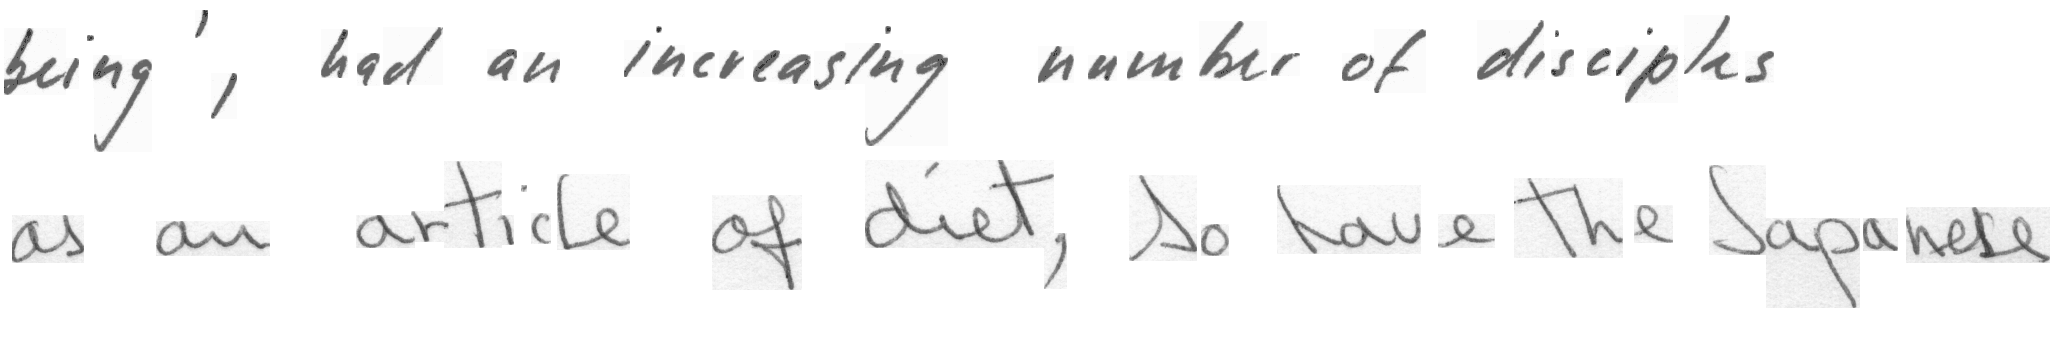 being', had an increasing number of disciples
as an article of diet, So have the Japanese